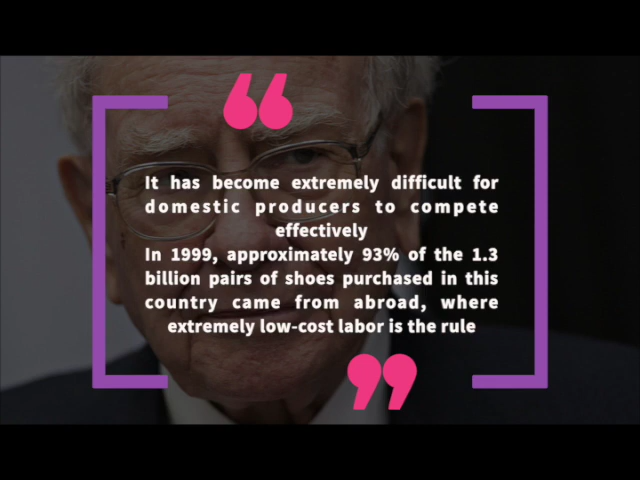 It has become extremely difficult for
domestic producers to compete
effectively
In 1999, approximately 93% of the 1.3
billion pairs of shoes purchased in this
country came from abroad, where
extremely low-cost labor is the rule